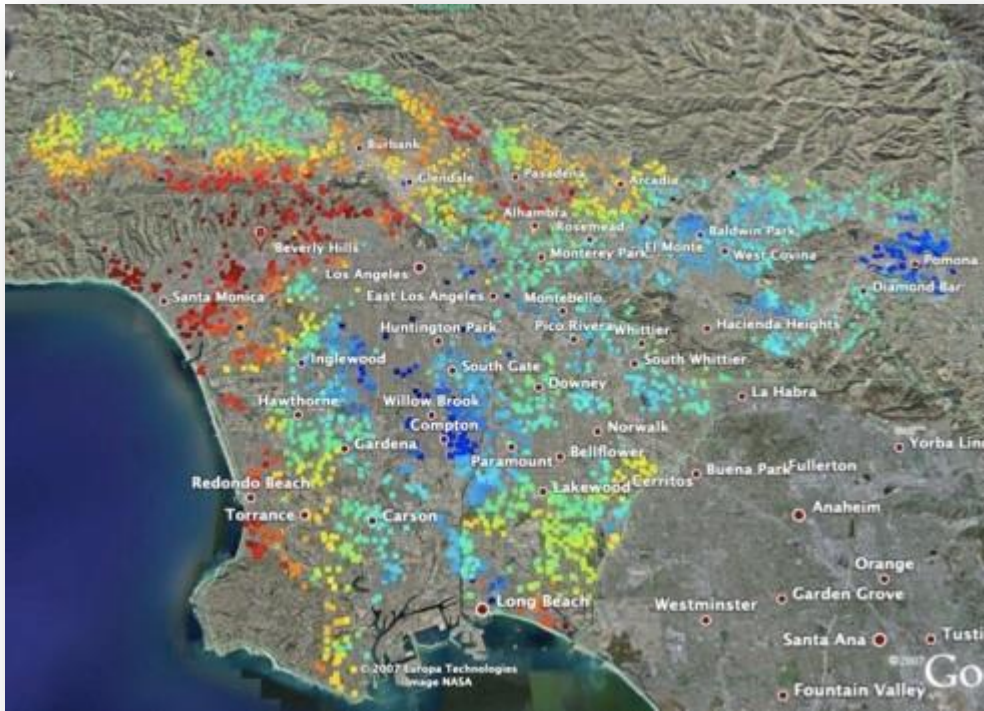 Burbank
Glendale
Pasadena
Arcadia
Alhambra
Rosemead
Baldwin Park
Beverly Hills
Monterey Park
El Monte
West Covina
Los Angeles
Pomona
Santa Monica
East Los Angeles
Montebello
Diamond Bar
Huntington Park
Pico Rivera
Whittier
Hacienda Heights
Inglewood
South Gate
South Whittier
Downey
La Habra
Hawthorne
Willow Brook
Compton
Norwalk
Gardena
Paramount
Bellflower
Yorba Lin
Redondo Beach
Lakewood
Cerritos
Buena Park
Fullerton
Torrance
Carson
Anaheim
Orange
Long Beach
Westminster
Garden Grove
Santa Ana
Tusti
© 2007 Europa Technologies
Image NASA
©2007
Go
Fountain Valley